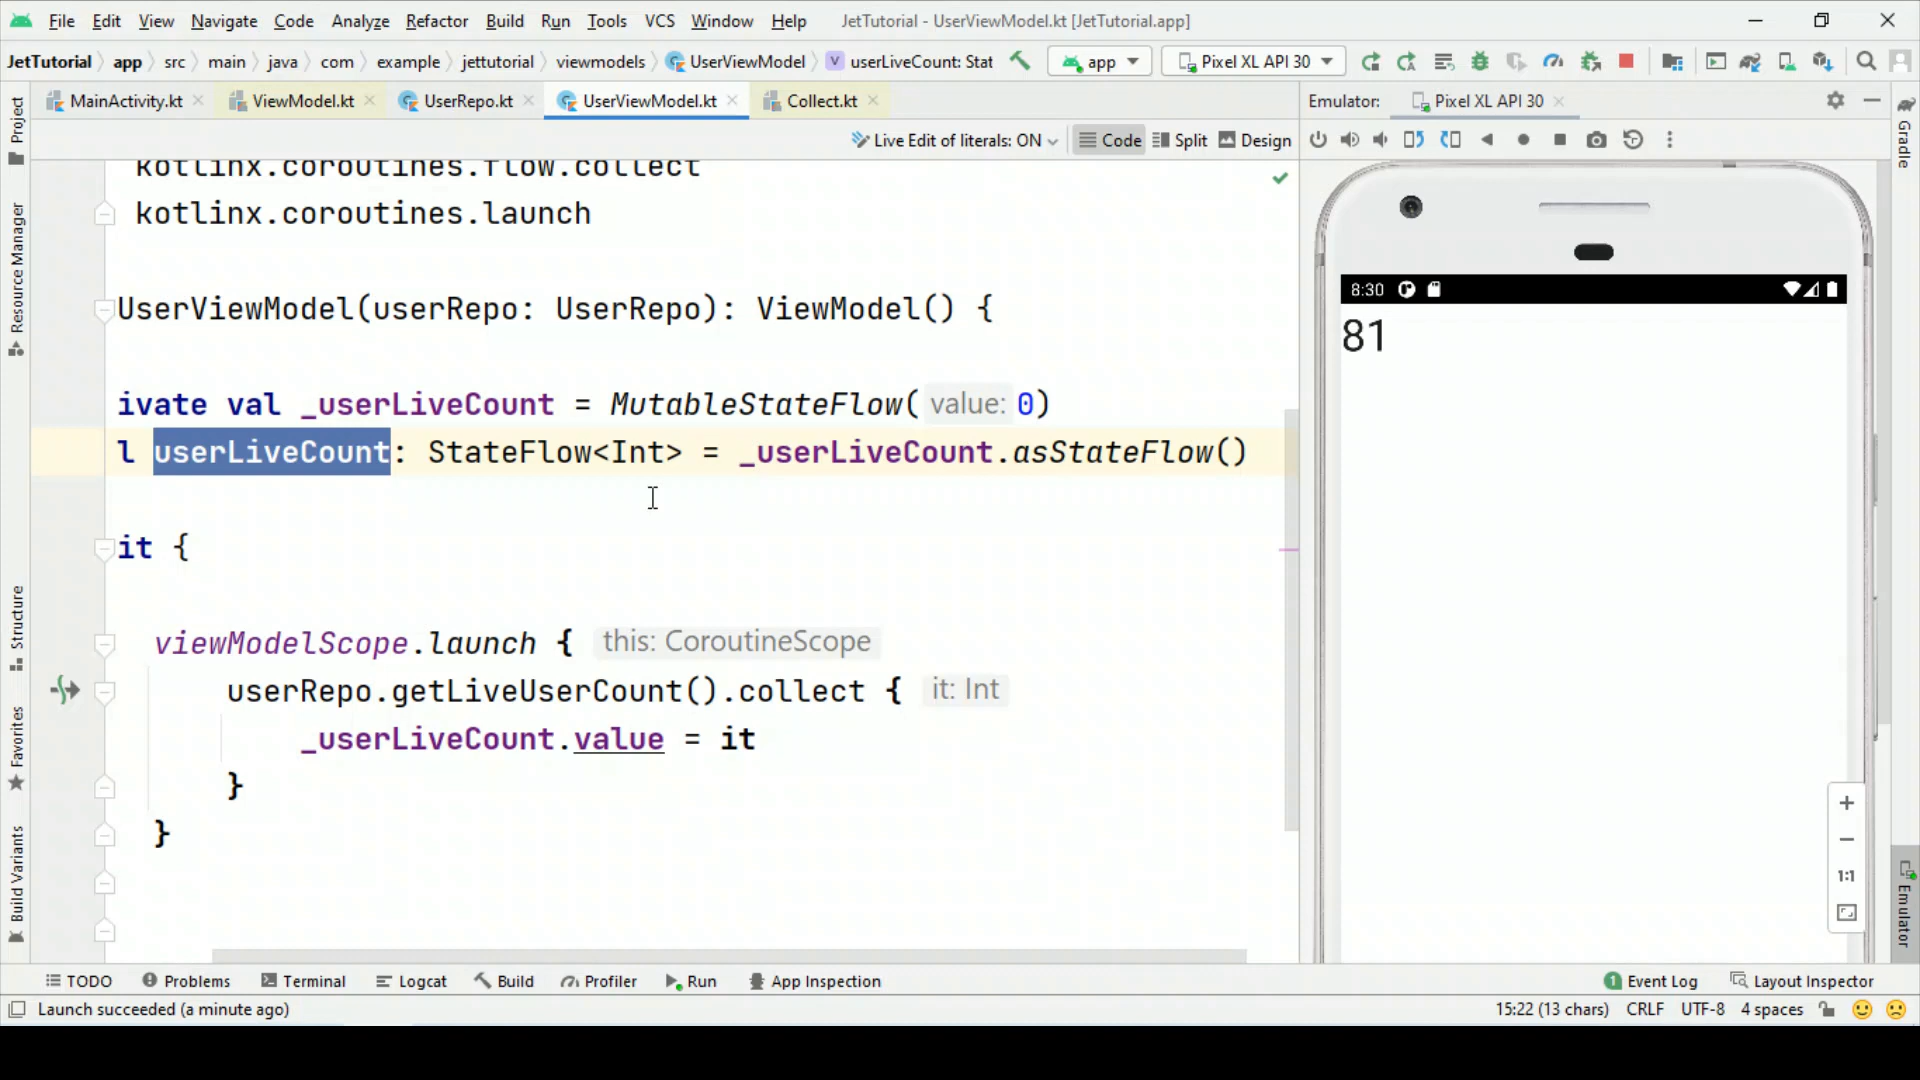 File Edit View Navigate Code Analyze Refactor Build Run Tools VCS Window Help JetTutorial - UserViewModel.kt [JetTutorial.app]
JetTutorial app src main java com example jettutorial viewmodels UserViewModel V userLiveCount: Stat app Pixel XL API 30
MainActivity.kt ViewModel.kt UserRepo.kt UserViewModel.kt Collect.kt Emulator: Pixel XL API 30
Live Edit of literals: ON Code Split Design
kotlinx.coroutines.flow.collect
kotlinx.coroutines.launch
UserViewModel(userRepo: UserRepo): ViewModel() {
ivate val _userLiveCount = MutableStateFlow( value: 0)
l userLiveCount: StateFlow<Int> = _userLiveCount.asStateFlow()
it {
viewModelScope.launch { this: CoroutineScope
userRepo.getLiveUserCount().collect { it: Int
_userLiveCount.value = it
}
}
8:30
81
1:1
Project
Resource Manager
Structure
Favorites
Build Variants
Gradle
Emulator
TODO Problems Terminal Logcat Build Profiler Run App Inspection 1 Event Log Layout Inspector
Launch succeeded (a minute ago) 15:22 (13 chars) CRLF UTF-8 4 spaces